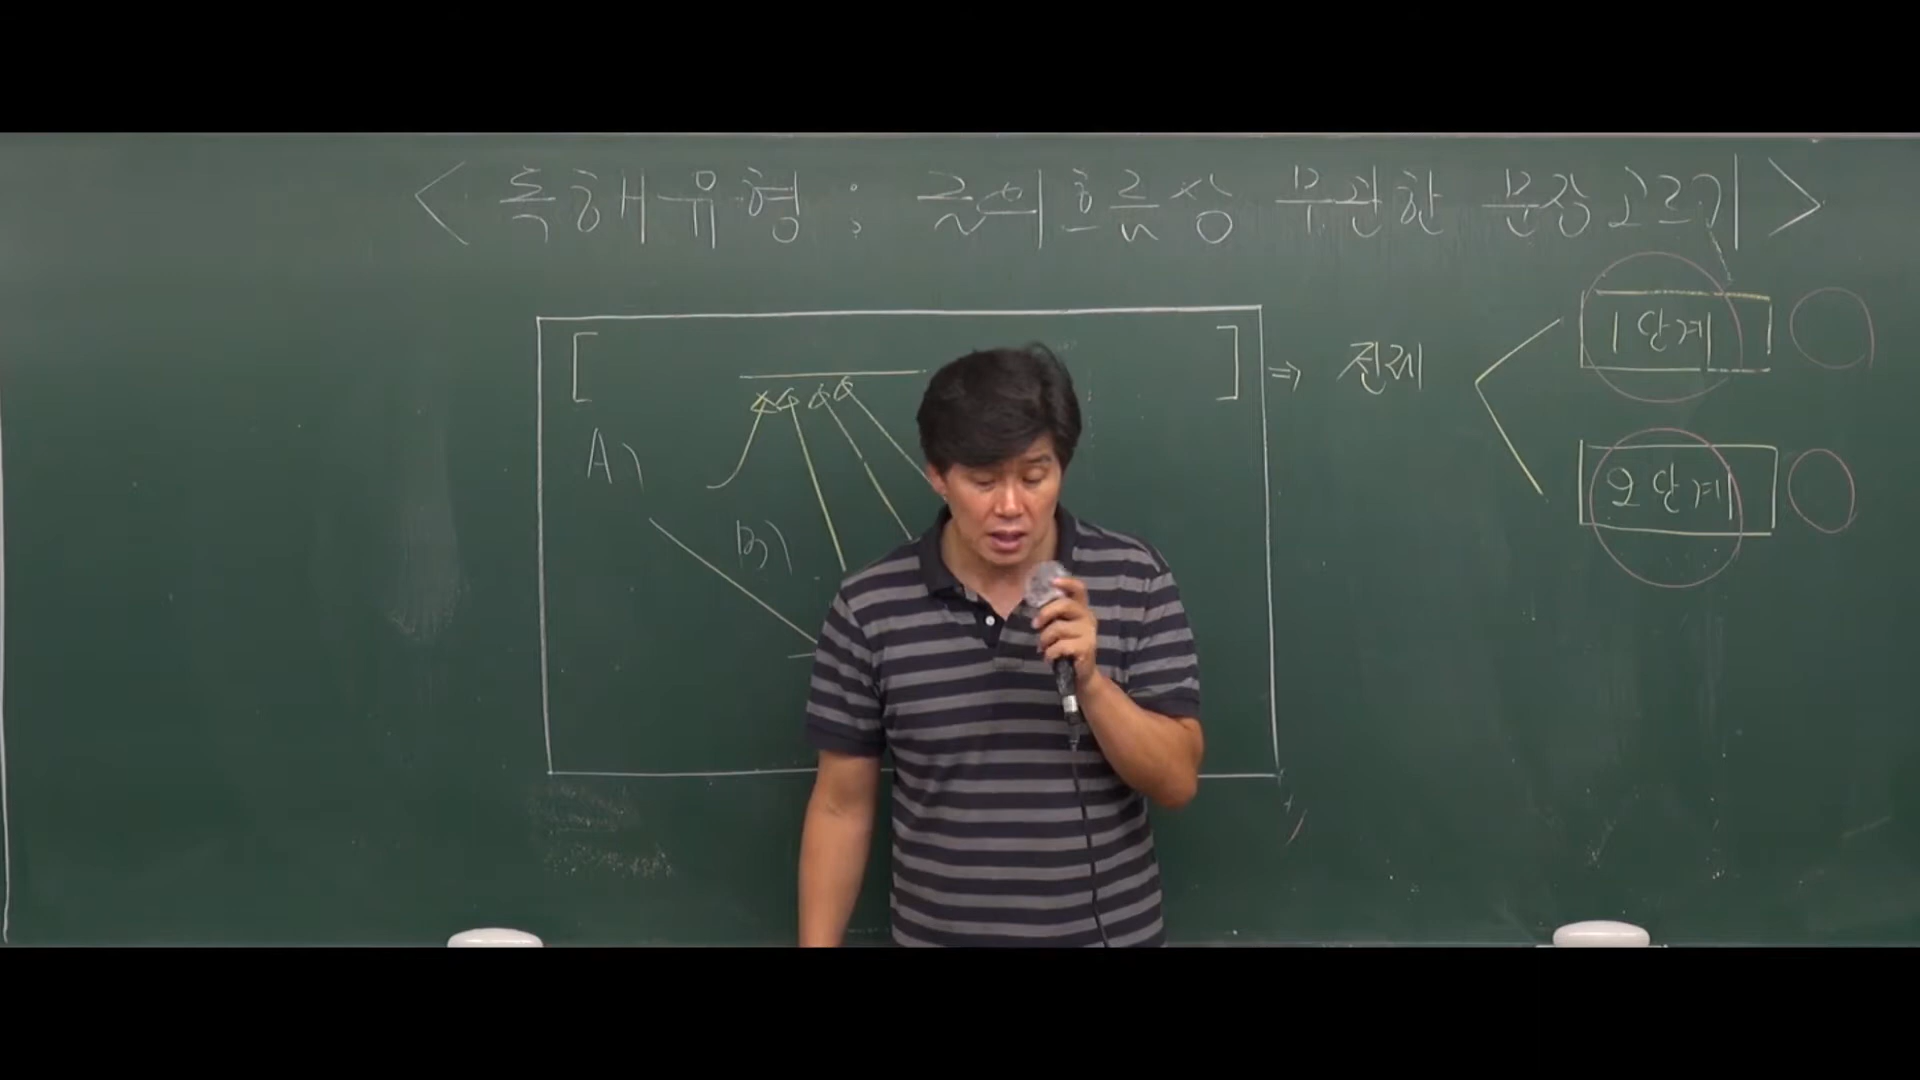 < 독해유형 : 글의 흐름상 무관한 문장 고르기 >
[ ] ⇒ 전제
1단계
A)
2단계
B)